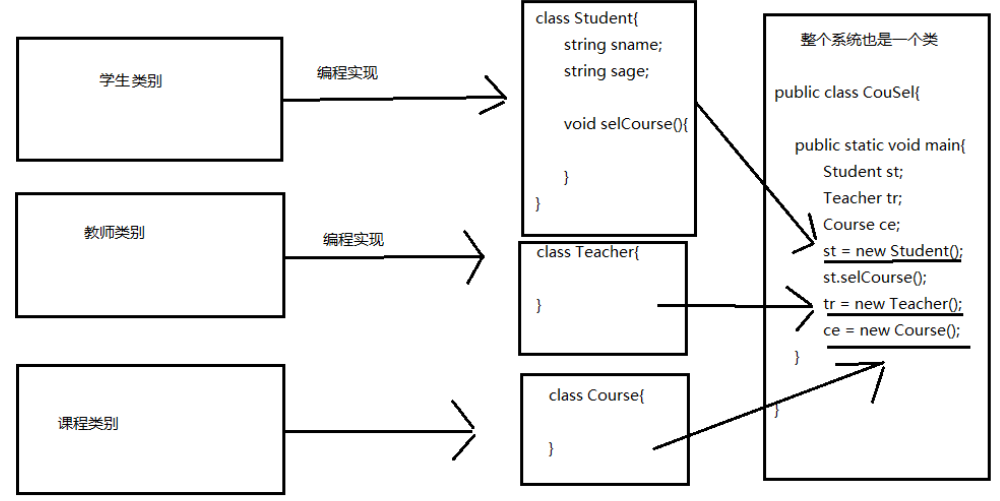 学生类别
编程实现
教师类别
编程实现
课程类别
class Student{
string sname;
string sage;
void selCourse(){
}
}
class Teacher{
}
class Course{
}
整个系统也是一个类
public class CouSel{
public static void main{
Student st;
Teacher tr;
Course ce;
st = new Student();
st.selCourse();
tr = new Teacher();
ce = new Course();
}
}